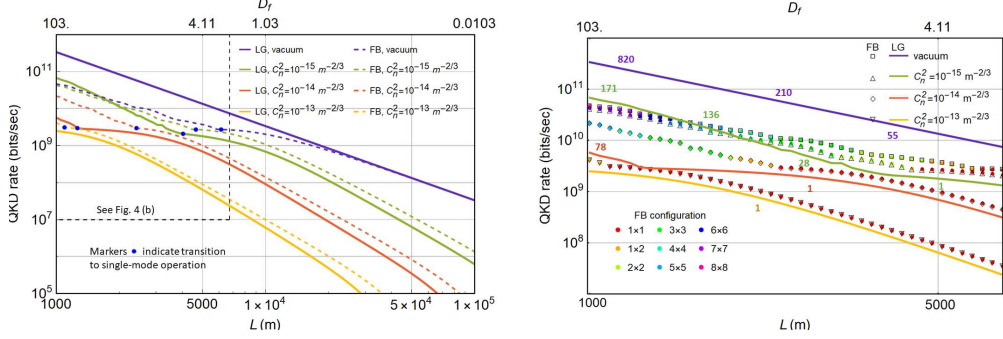 D_f
103.
4.11
1.03
0.0103
QKD rate (bits/sec)
10^11
10^9
10^7
10^5
LG, vacuum
FB, vacuum
LG, C_n^2=10^-15 m^-2/3
FB, C_n^2=10^-15 m^-2/3
LG, C_n^2=10^-14 m^-2/3
FB, C_n^2=10^-14 m^-2/3
LG, C_n^2=10^-13 m^-2/3
FB, C_n^2=10^-13 m^-2/3
See Fig. 4 (b)
Markers • indicate transition
to single-mode operation
1000
5000
1×10^4
5×10^4
1×10^5
L (m)
D_f
103.
4.11
QKD rate (bits/sec)
10^11
10^10
10^9
10^8
FB LG
vacuum
C_n^2=10^-15 m^-2/3
C_n^2=10^-14 m^-2/3
C_n^2=10^-13 m^-2/3
820
210
55
171
136
28
1
78
1
1
FB configuration
1×1 3×3 6×6
1×2 4×4 7×7
2×2 5×5 8×8
1000
5000
L (m)